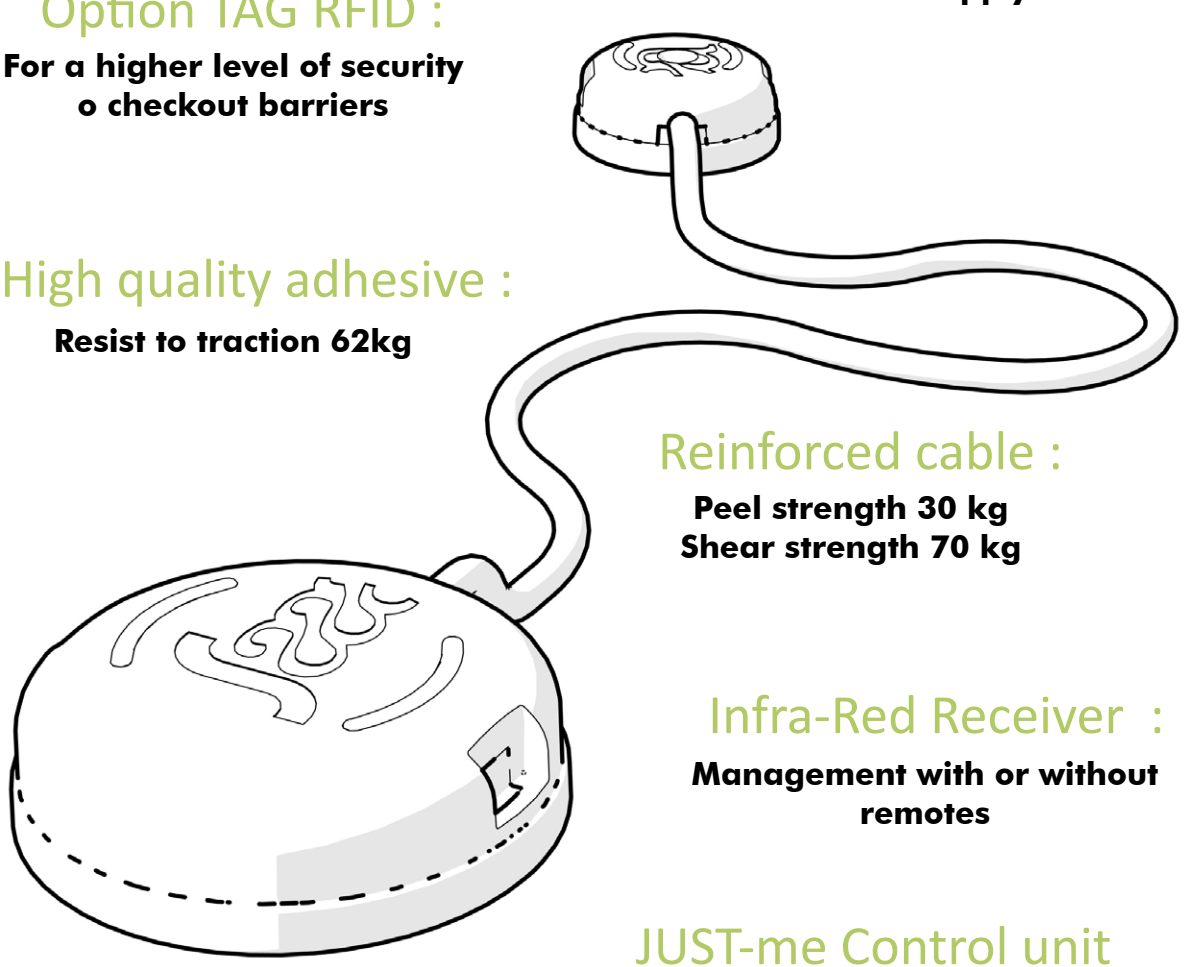 Option TAG RFID :
For a higher level of security
o checkout barriers
High quality adhesive :
Resist to traction 62kg
Reinforced cable :
Peel strength 30 kg
Shear strength 70 kg
Infra-Red Receiver :
Management with or without
remotes
JUST-me Control unit